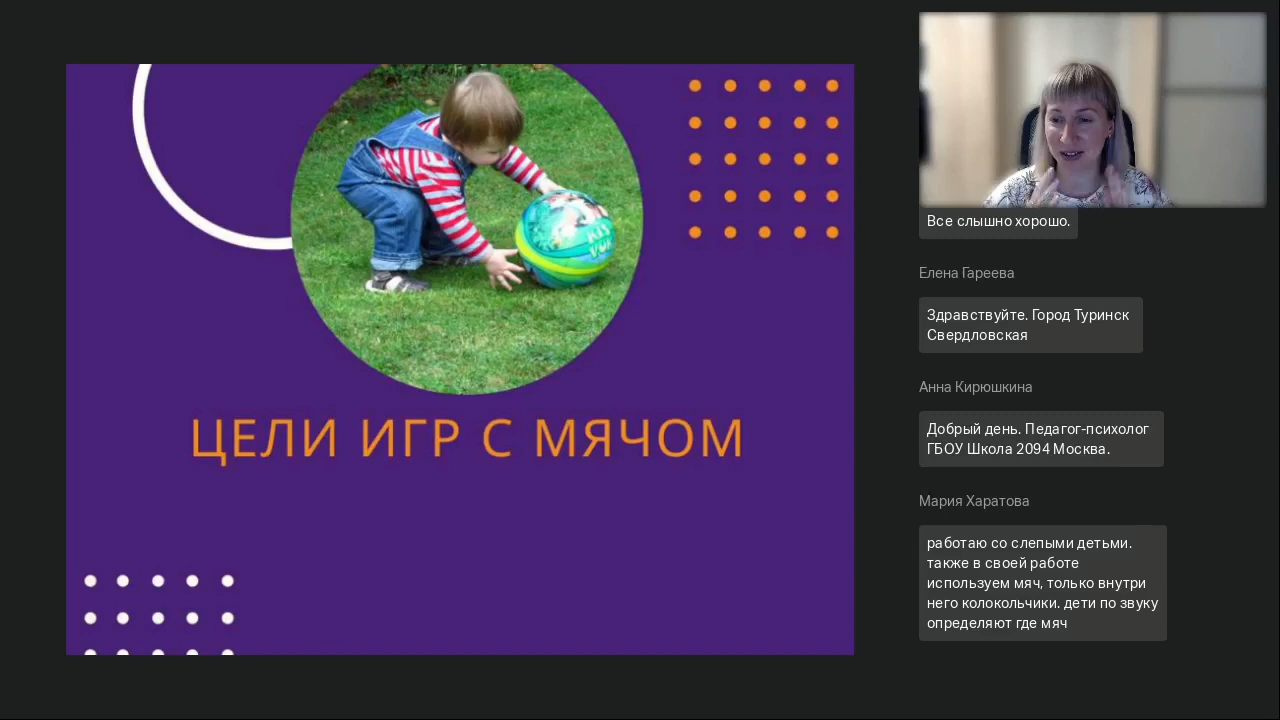 ЦЕЛИ ИГР С МЯЧОМ
Все слышно хорошо.
Елена Гареева
Здравствуйте. Город Туринск
Свердловская
Анна Кирюшкина
Добрый день. Педагог-психолог
ГБОУ Школа 2094 Москва.
Мария Харатова
работаю со слепыми детьми.
также в своей работе
используем мяч, только внутри
него колокольчики. дети по звуку
определяют где мяч